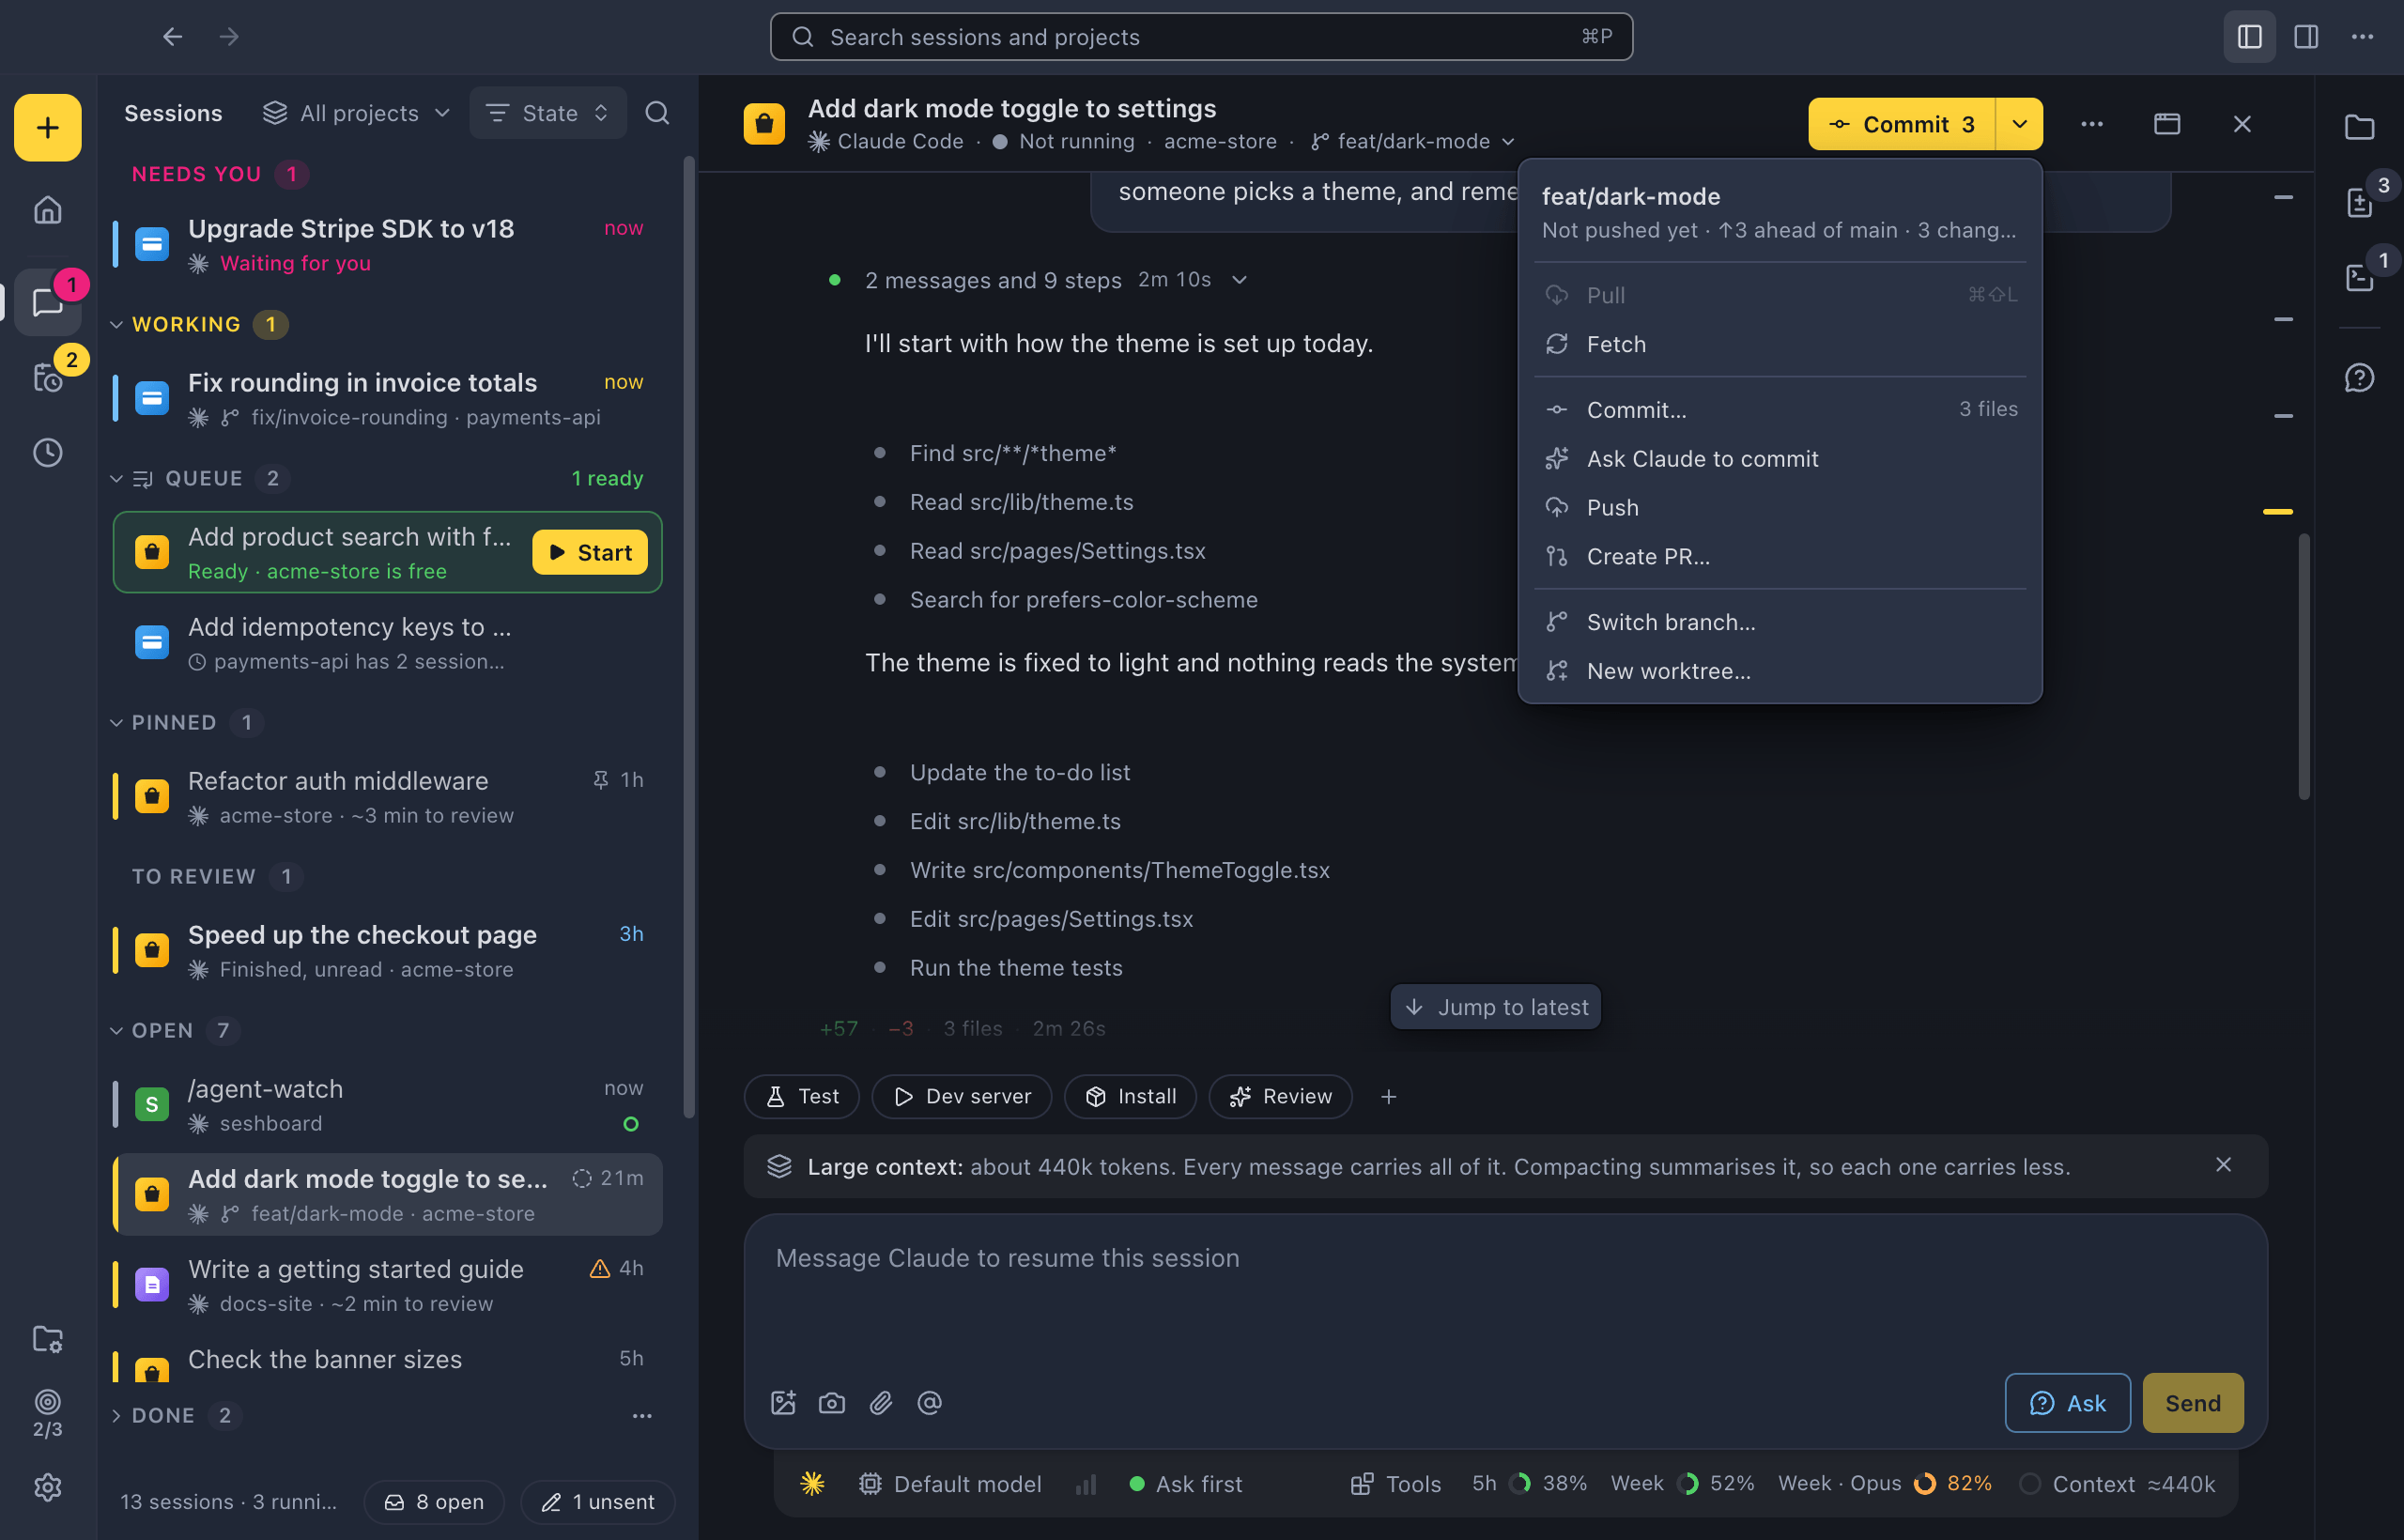 Search sessions and projects ⌘P
Sessions All projects State
NEEDS YOU 1
Upgrade Stripe SDK to v18 now
Waiting for you
WORKING 1
Fix rounding in invoice totals now
fix/invoice-rounding · payments-api
QUEUE 2 1 ready
Add product search with f...
Ready · acme-store is free
Start
Add idempotency keys to ...
payments-api has 2 session...
PINNED 1
Refactor auth middleware 1h
acme-store · ~3 min to review
TO REVIEW 1
Speed up the checkout page 3h
Finished, unread · acme-store
OPEN 7
S
/agent-watch now
seshboard
Add dark mode toggle to se... 21m
feat/dark-mode · acme-store
Write a getting started guide 4h
docs-site · ~2 min to review
Check the banner sizes 5h
DONE 2
13 sessions · 3 runni... 8 open 1 unsent
1
2
2/3
Add dark mode toggle to settings
Claude Code · Not running · acme-store · feat/dark-mode
Commit 3
someone picks a theme, and reme
2 messages and 9 steps 2m 10s
I'll start with how the theme is set up today.
Find src/**/*theme*
Read src/lib/theme.ts
Read src/pages/Settings.tsx
Search for prefers-color-scheme
The theme is fixed to light and nothing reads the system
Update the to-do list
Edit src/lib/theme.ts
Write src/components/ThemeToggle.tsx
Edit src/pages/Settings.tsx
Run the theme tests
+57 · −3 · 3 files · 2m 26s
Jump to latest
feat/dark-mode
Not pushed yet · ↑3 ahead of main · 3 chang...
Pull ⌘⇧L
Fetch
Commit... 3 files
Ask Claude to commit
Push
Create PR...
Switch branch...
New worktree...
Test Dev server Install Review
Large context: about 440k tokens. Every message carries all of it. Compacting summarises it, so each one carries less.
Message Claude to resume this session
Ask Send
Default model Ask first Tools 5h 38% Week 52% Week · Opus 82% Context ≈440k
3
1